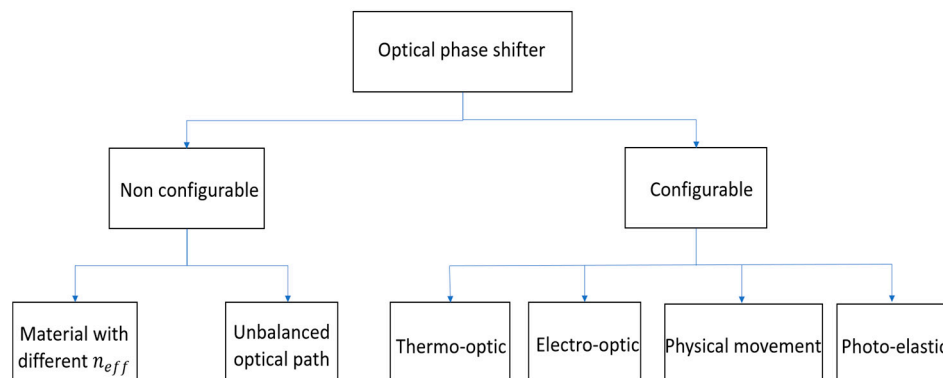 Optical phase shifter
Non configurable
Configurable
Material with
different n_eff
Unbalanced
optical path
Thermo-optic
Electro-optic
Physical movement
Photo-elastic